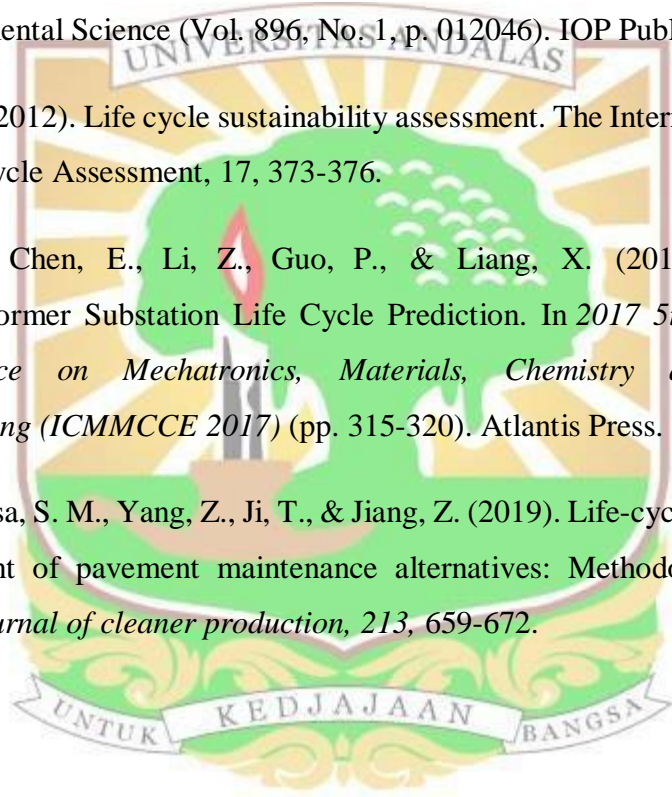 ental Science (Vol. 896, No. 1, p. 012046). IOP Publ
UNIVERSITAS ANDALAS
2012). Life cycle sustainability assessment. The Intern
ycle Assessment, 17, 373-376.
Chen, E., Li, Z., Guo, P., & Liang, X. (201
ormer Substation Life Cycle Prediction. In 2017 5
ce on Mechatronics, Materials, Chemistry
ng (ICMMCCE 2017) (pp. 315-320). Atlantis Press.
sa, S. M., Yang, Z., Ji, T., & Jiang, Z. (2019). Life-cyc
nt of pavement maintenance alternatives: Methodo
urnal of cleaner production, 213, 659-672.
UNTUK KEDJAJAAN BANGSA